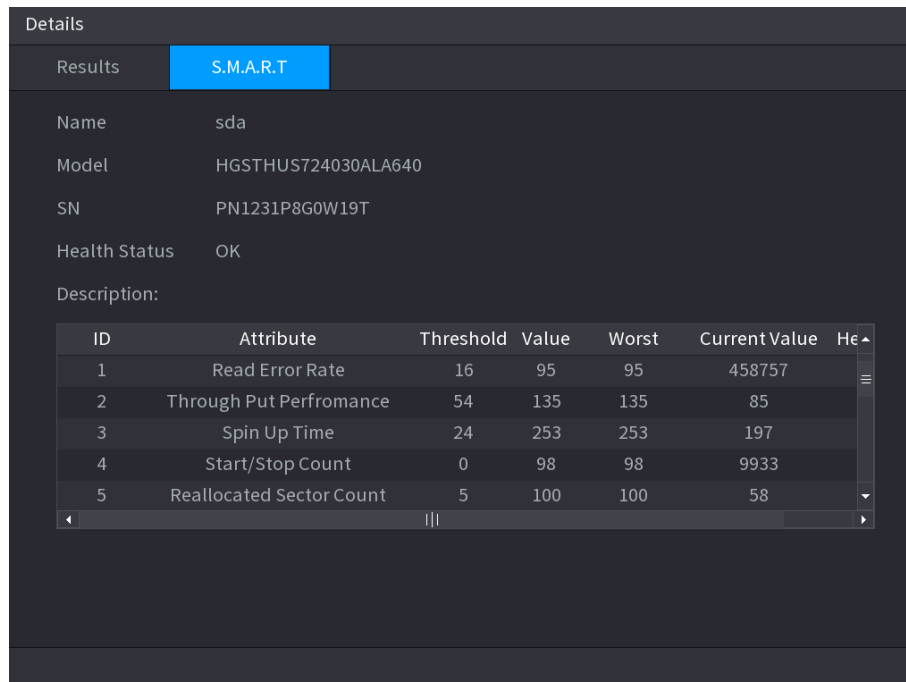 Details
Results S.M.A.R.T
Name sda
Model HGSTHUS724030ALA640
SN PN1231P8G0W19T
Health Status OK
Description:
ID Attribute Threshold Value Worst Current Value He
1 Read Error Rate 16 95 95 458757
2 Through Put Perfromance 54 135 135 85
3 Spin Up Time 24 253 253 197
4 Start/Stop Count 0 98 98 9933
5 Reallocated Sector Count 5 100 100 58